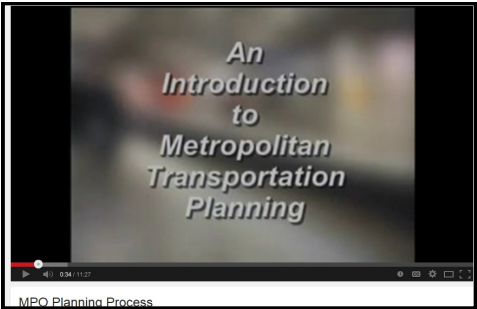 An
Introduction
to
Metropolitan
Transportation
Planning
0:34 / 11:27
MPO Planning Process